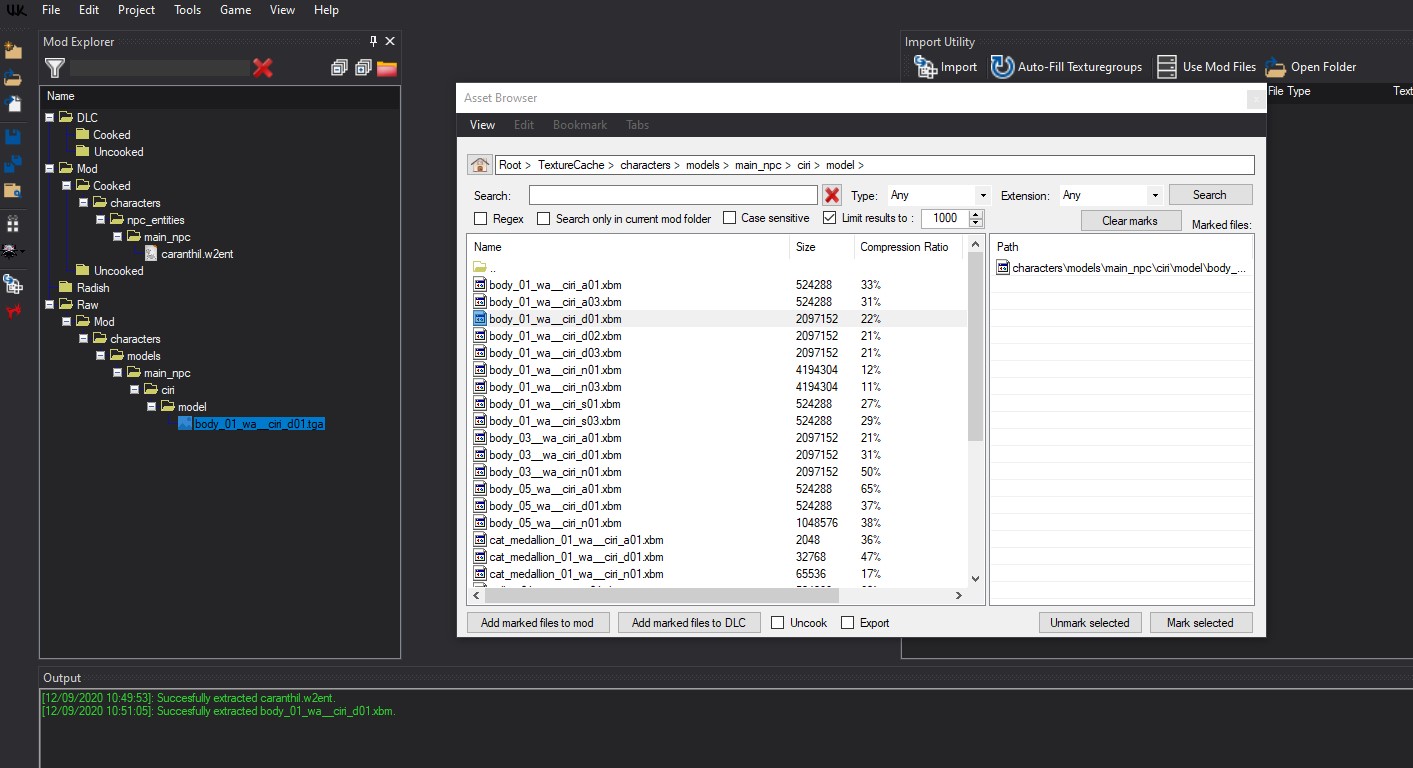 File Edit Project Tools Game View Help
Mod Explorer
Name
DLC
Cooked
Uncooked
Mod
Cooked
characters
npc_entities
main_npc
caranthil.w2ent
Uncooked
Radish
Raw
Mod
characters
models
main_npc
ciri
model
body_01_wa__ciri_d01.tga
Import Utility
Import Auto-Fill Texturegroups Use Mod Files Open Folder
File Type Text
Asset Browser
View Edit Bookmark Tabs
Root > TextureCache > characters > models > main_npc > ciri > model >
Search: Type: Any Extension: Any Search
Regex Search only in current mod folder Case sensitive Limit results to : 1000 Clear marks Marked files:
Name Size Compression Ratio
..
body_01_wa__ciri_a01.xbm 524288 33%
body_01_wa__ciri_a03.xbm 524288 31%
body_01_wa__ciri_d01.xbm 2097152 22%
body_01_wa__ciri_d02.xbm 2097152 21%
body_01_wa__ciri_d03.xbm 2097152 21%
body_01_wa__ciri_n01.xbm 4194304 12%
body_01_wa__ciri_n03.xbm 4194304 11%
body_01_wa__ciri_s01.xbm 524288 27%
body_01_wa__ciri_s03.xbm 524288 29%
body_03__wa_ciri_a01.xbm 2097152 21%
body_03__wa_ciri_d01.xbm 2097152 31%
body_03__wa_ciri_n01.xbm 2097152 50%
body_05_wa__ciri_a01.xbm 524288 65%
body_05_wa__ciri_d01.xbm 524288 37%
body_05_wa__ciri_n01.xbm 1048576 38%
cat_medallion_01_wa__ciri_a01.xbm 2048 36%
cat_medallion_01_wa__ciri_d01.xbm 32768 47%
cat_medallion_01_wa__ciri_n01.xbm 65536 17%
Path
characters\models\main_npc\ciri\model\body_...
Add marked files to mod Add marked files to DLC Uncook Export Unmark selected Mark selected
Output
[12/09/2020 10:49:53]: Succesfully extracted caranthil.w2ent.
[12/09/2020 10:51:05]: Succesfully extracted body_01_wa__ciri_d01.xbm.